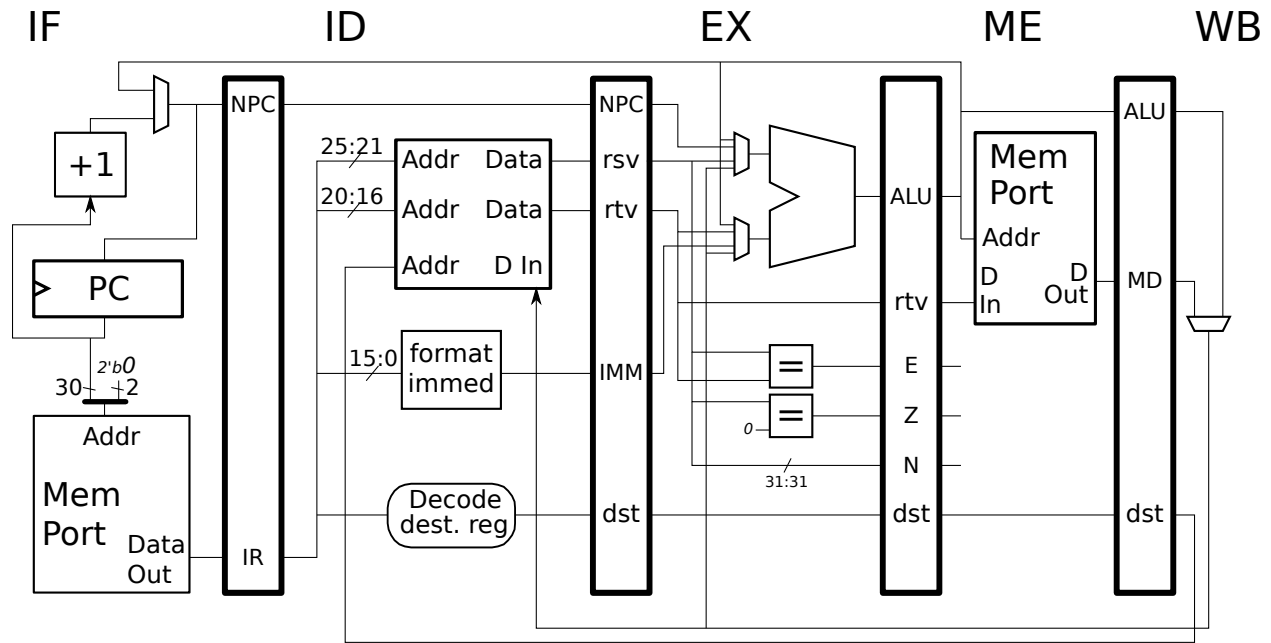 IF ID EX ME WB
NPC
+1
PC
2'b0
30 2
Addr
Mem
Port
Data
Out
IR
25:21
Addr Data
20:16
Addr Data
Addr D In
15:0
format
immed
Decode
dest. reg
NPC
rsv
rtv
IMM
dst
=
=
0
31:31
ALU
rtv
E
Z
N
dst
Mem
Port
Addr
D
In
D
Out
ALU
MD
dst